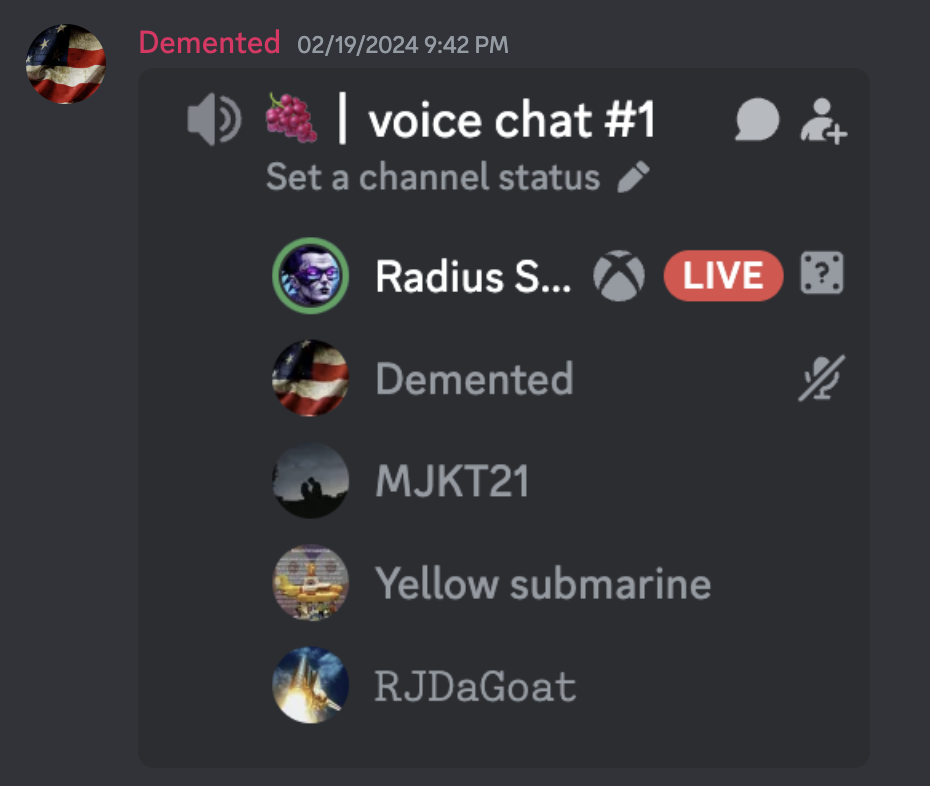 Demented 02/19/2024 9:42 PM
voice chat #1
Set a channel status
Radius S... LIVE ?
Demented
MJKT21
Yellow submarine
RJDaGoat